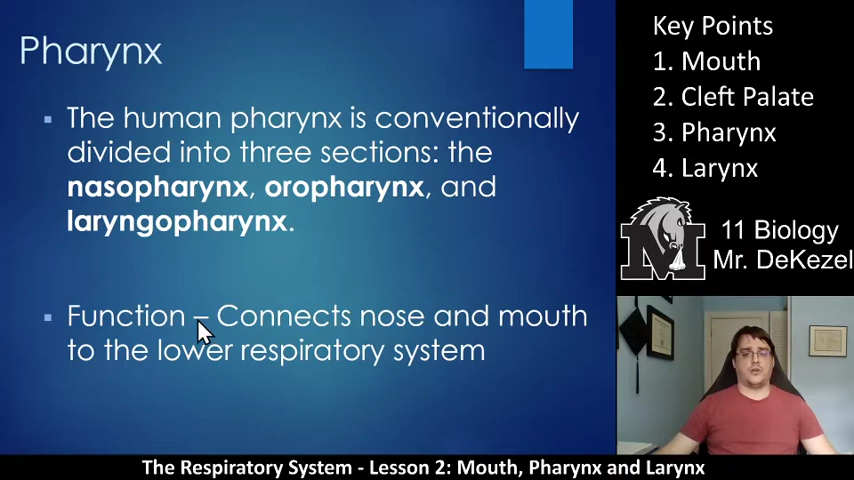 Pharynx
▪ The human pharynx is conventionally
divided into three sections: the
nasopharynx, oropharynx, and
laryngopharynx.
▪ Function – Connects nose and mouth
to the lower respiratory system
Key Points
1. Mouth
2. Cleft Palate
3. Pharynx
4. Larynx
M
11 Biology
Mr. DeKezel
The Respiratory System - Lesson 2: Mouth, Pharynx and Larynx